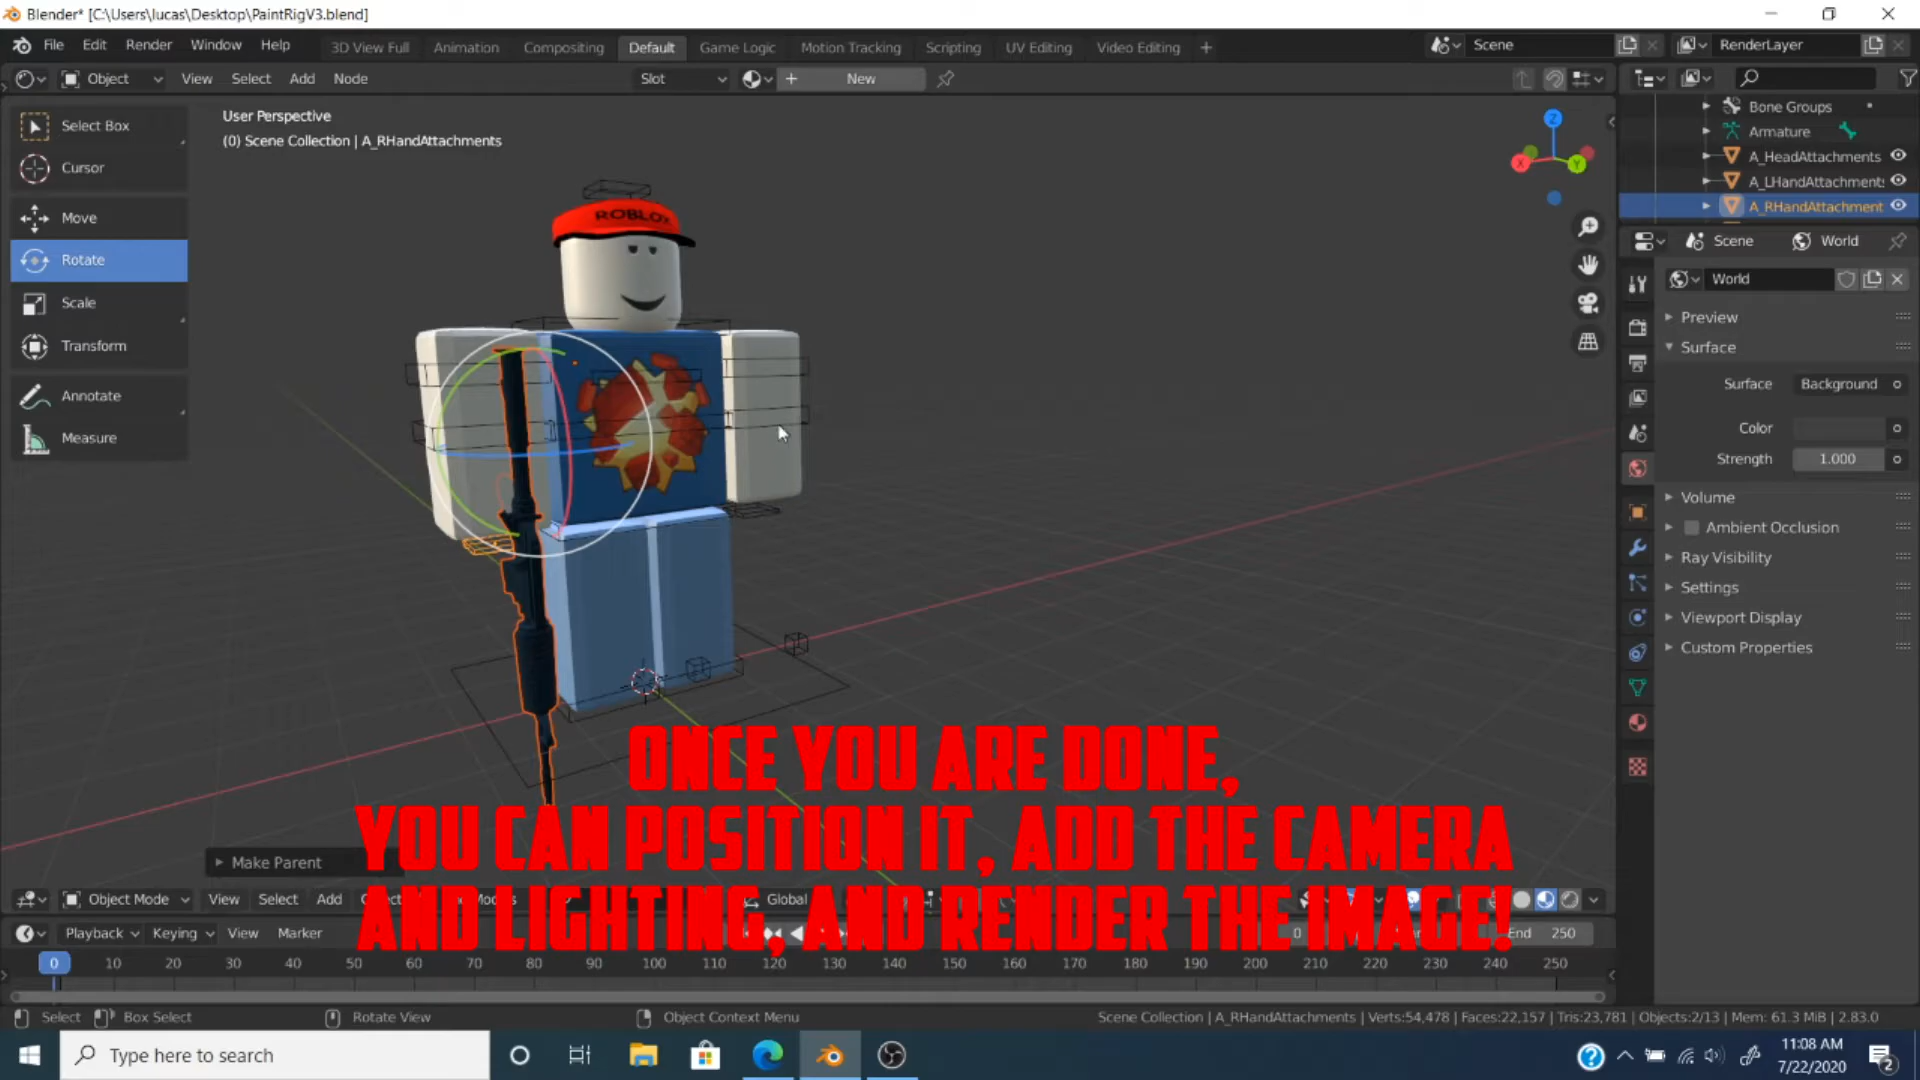 Blender* [C:\Users\lucas\Desktop\PaintRigV3.blend]
File Edit Render Window Help 3D View Full Animation Compositing Default Game Logic Motion Tracking Scripting UV Editing Video Editing + Scene RenderLayer
Object View Select Add Node Slot New
User Perspective
(0) Scene Collection | A_RHandAttachments
Select Box
Cursor
Move
Rotate
Scale
Transform
Annotate
Measure
ROBLOX
Z
X
Y
Bone Groups
Armature
A_HeadAttachments
A_LHandAttachments
A_RHandAttachment
Scene World
World
Preview
Surface
Surface Background
Color
Strength 1.000
Volume
Ambient Occlusion
Ray Visibility
Settings
Viewport Display
Custom Properties
ONCE YOU ARE DONE,
YOU CAN POSITION IT, ADD THE CAMERA
AND LIGHTING, AND RENDER THE IMAGE!
Make Parent
Object Mode View Select Add Global
Playback Keying View Marker 0 End 250
0 10 20 30 40 50 60 70 80 90 100 110 120 130 140 150 160 170 180 190 200 210 220 230 240 250
Select Box Select Rotate View Object Context Menu Scene Collection | A_RHandAttachments | Verts:54,478 | Faces:22,157 | Tris:23,781 | Objects:2/13 | Mem: 61.3 MiB | 2.83.0
Type here to search
11:08 AM
7/22/2020
2